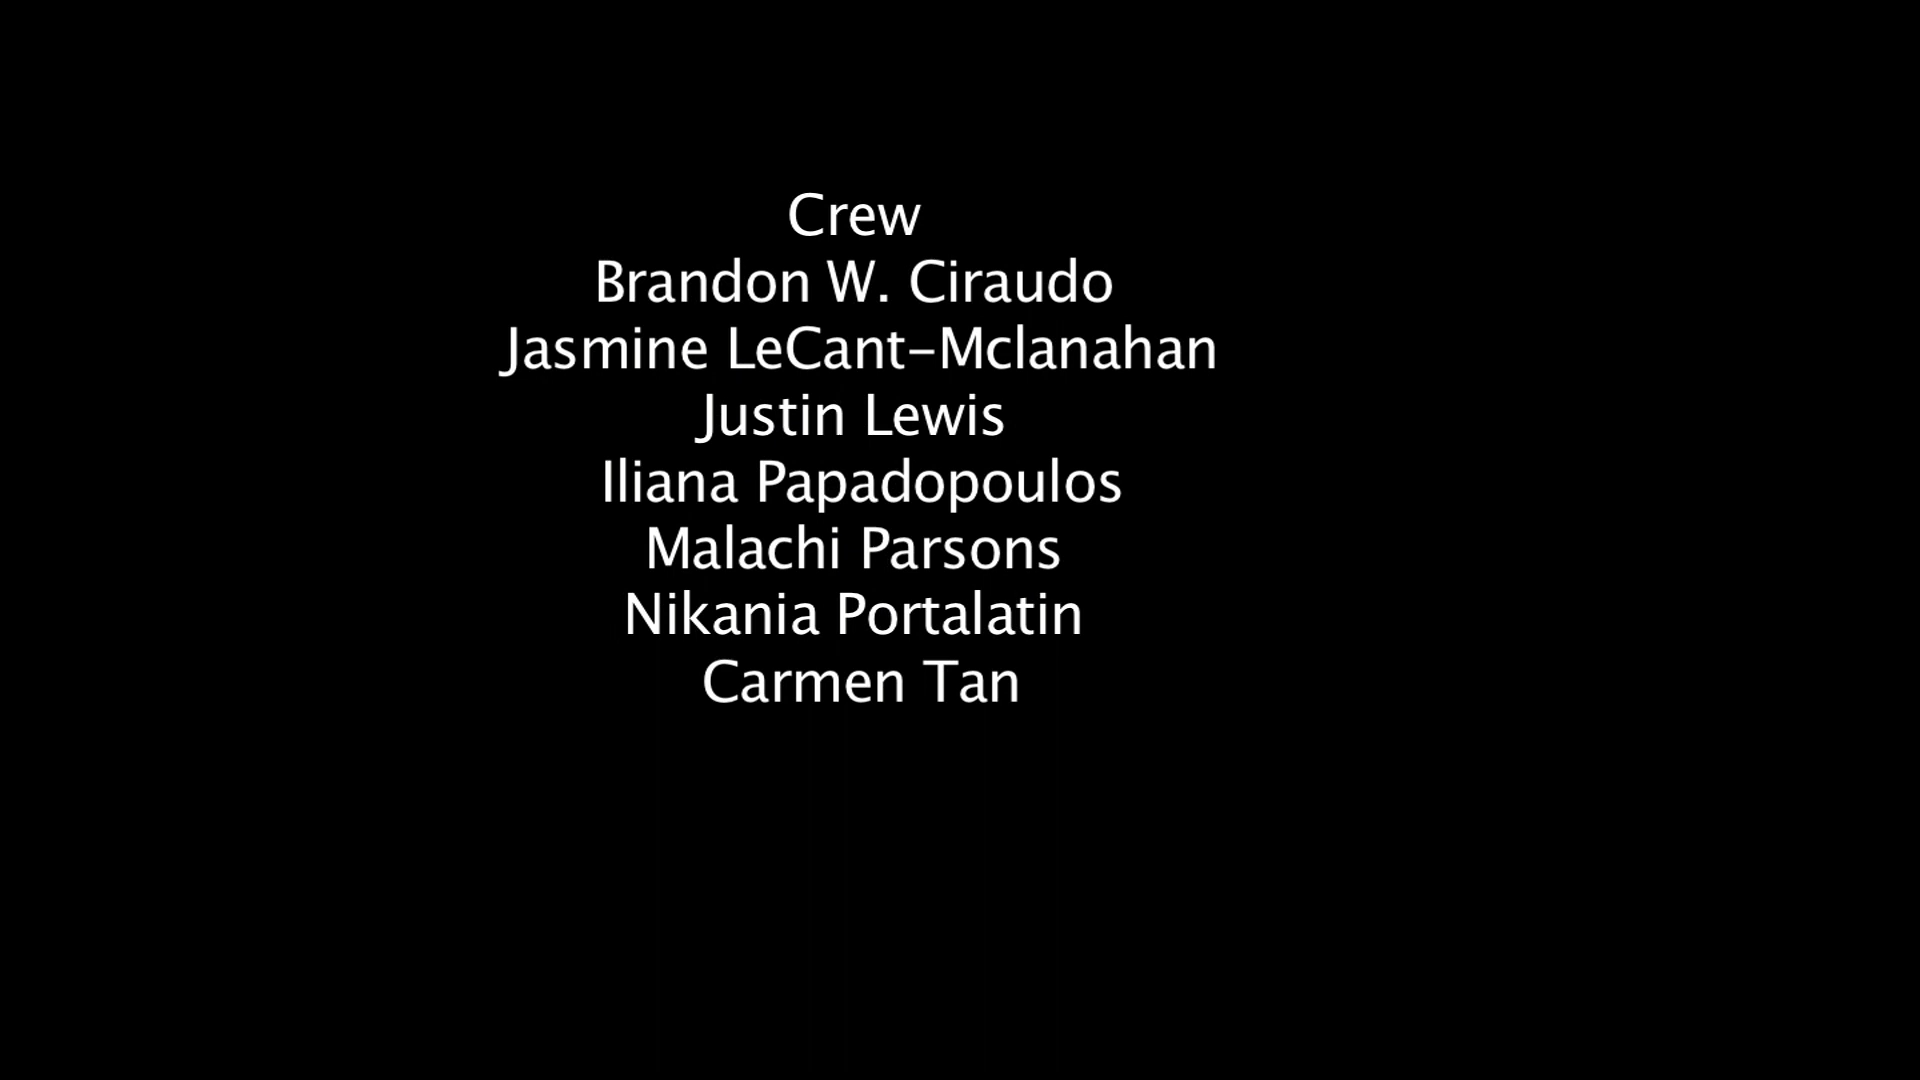 Crew
Brandon W. Ciraudo
Jasmine LeCant-Mclanahan
Justin Lewis
Iliana Papadopoulos
Malachi Parsons
Nikania Portalatin
Carmen Tan